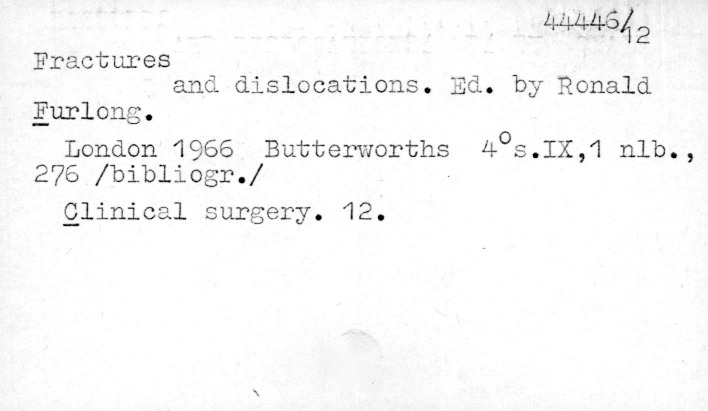 44446/12
Fractures
and dislocations. Ed. by Ronald
Furlong.
London 1966 Butterworths 4°s.IX,1 nlb.,
276 /bibliogr./
Clinical surgery. 12.